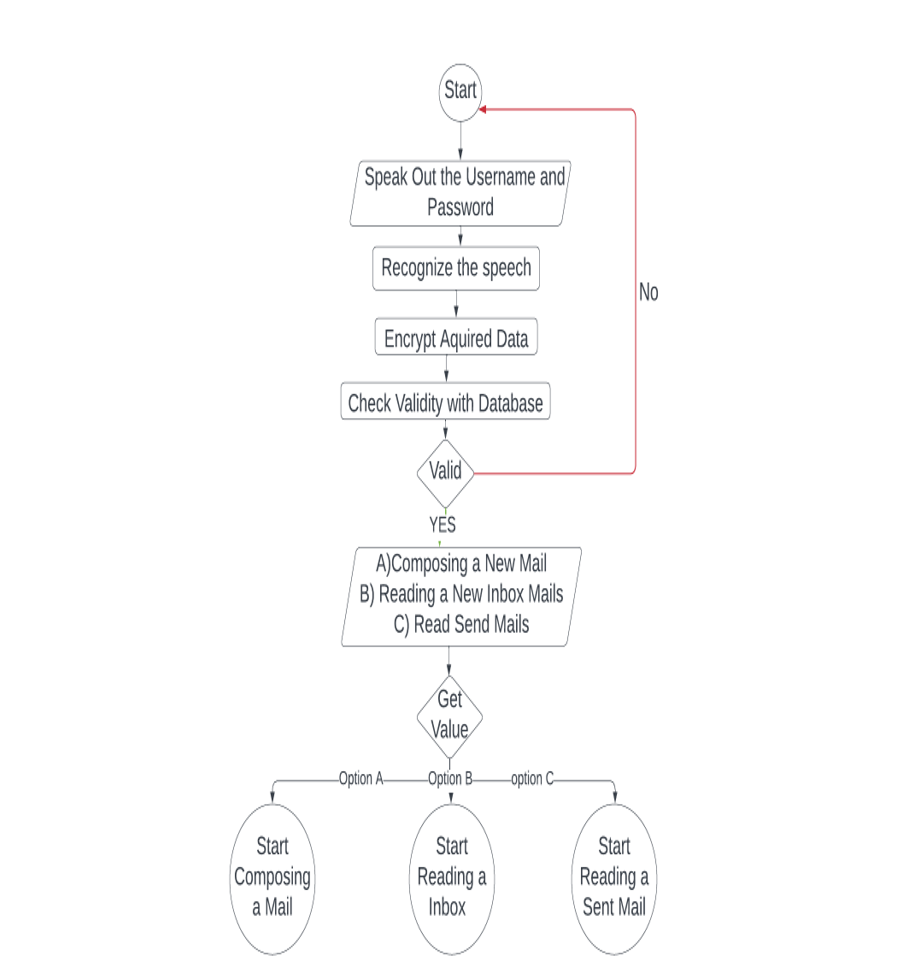 Start
Speak Out the Username and
Password
Recognize the speech
Encrypt Aquired Data
Check Validity with Database
Valid
No
YES
A)Composing a New Mail
B) Reading a New Inbox Mails
C) Read Send Mails
Get
Value
Option A
Option B
option C
Start
Composing
a Mail
Start
Reading a
Inbox
Start
Reading a
Sent Mail